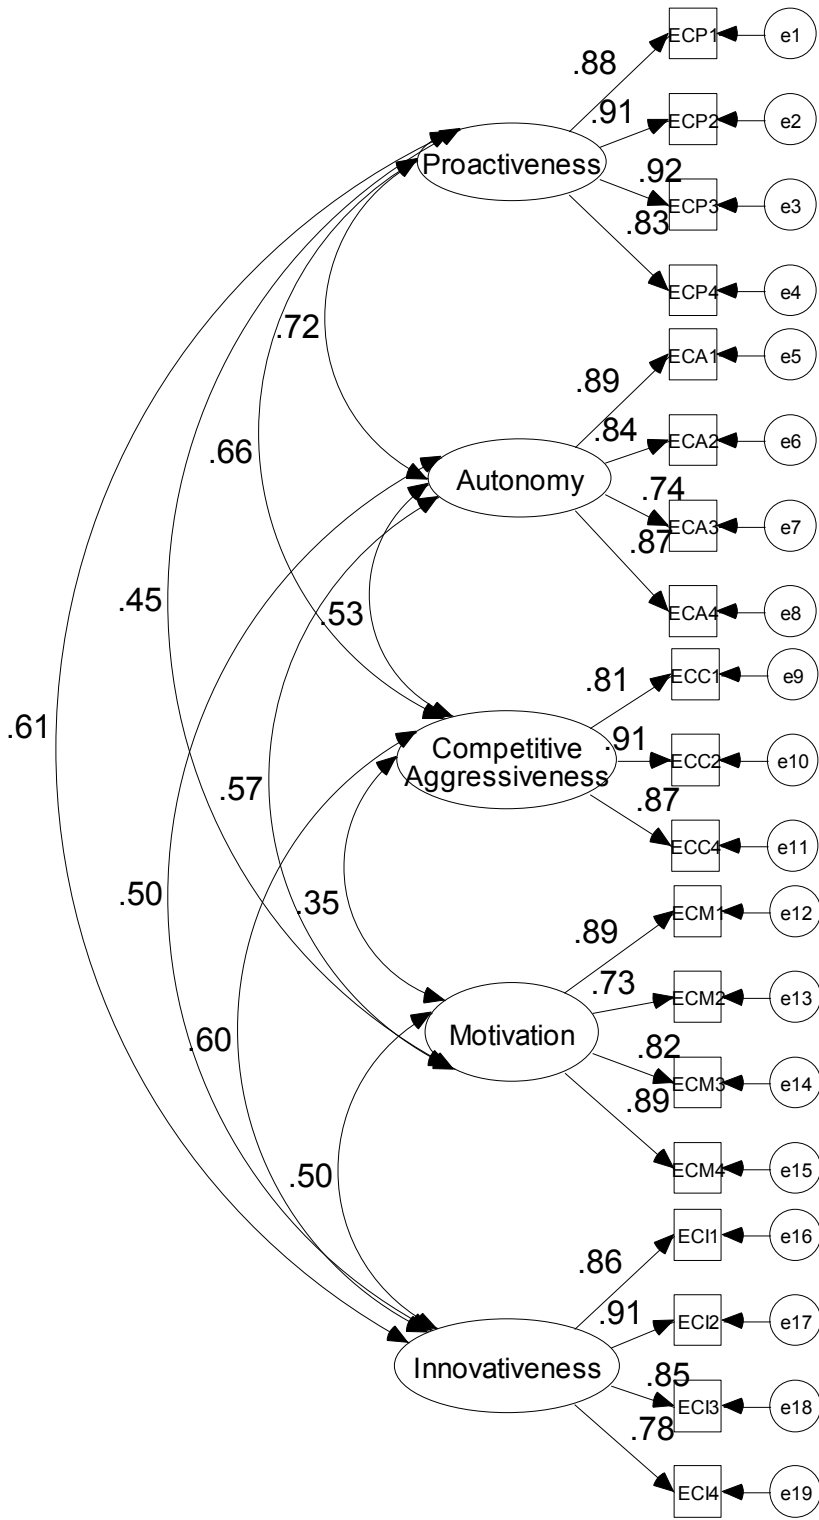 ECP1
e1
.88
.91
ECP2
e2
Proactiveness
.92
ECP3
e3
.83
ECP4
e4
.72
ECA1
e5
.89
.84
ECA2
e6
.66
Autonomy
.74
ECA3
e7
.87
.45
.53
ECA4
e8
.81
ECC1
e9
.61
.91
Competitive
Aggressiveness
ECC2
e10
.57
.87
ECC4
e11
.50
.35
ECM1
e12
.89
.73
ECM2
e13
.60
Motivation
.82
ECM3
e14
.89
ECM4
e15
.50
ECI1
e16
.86
.91
ECI2
e17
Innovativeness
.85
ECI3
e18
.78
ECI4
e19